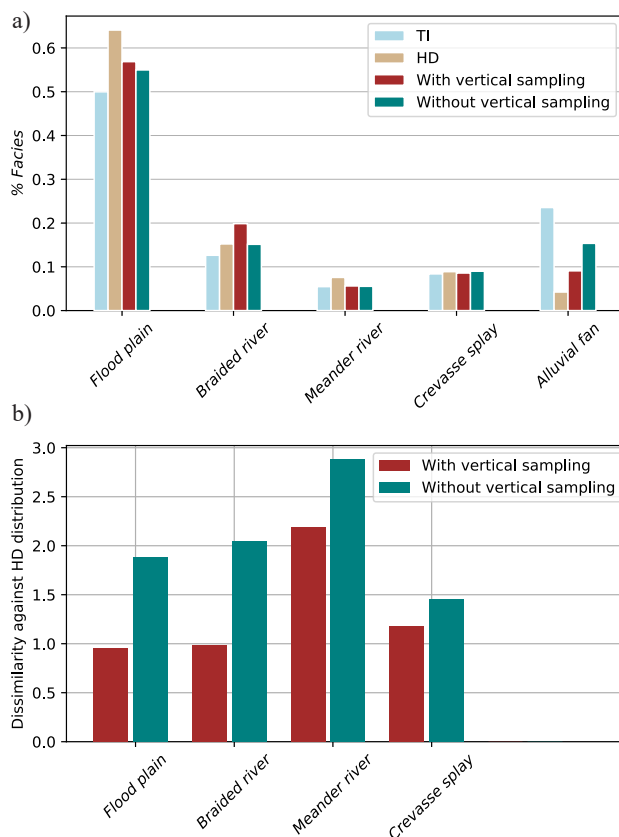 a)
% Facies
0.6
0.5
0.4
0.3
0.2
0.1
0.0
TI
HD
With vertical sampling
Without vertical sampling
Flood plain
Braided river
Meander river
Crevasse splay
Alluvial fan
b)
Dissimilarity against HD distribution
3.0
2.5
2.0
1.5
1.0
0.5
0.0
With vertical sampling
Without vertical sampling
Flood plain
Braided river
Meander river
Crevasse splay